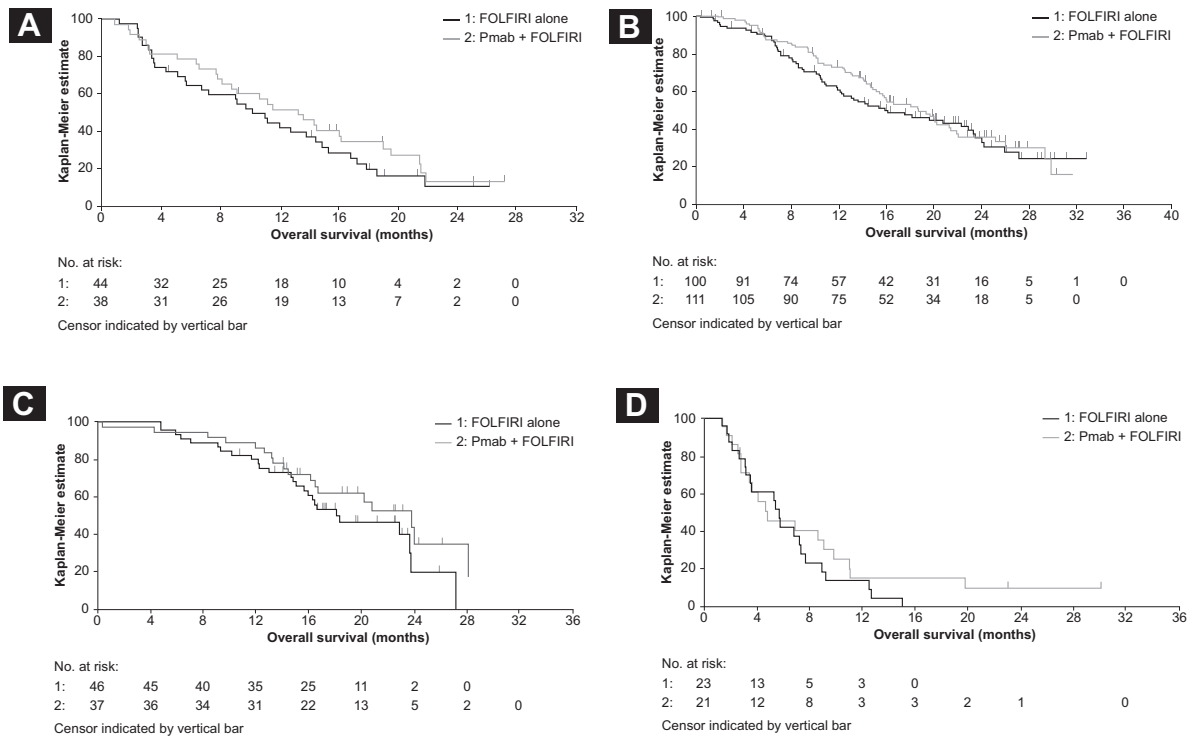 A
100
80
60
40
20
0
Kaplan-Meier estimate
1: FOLFIRI alone
2: Pmab + FOLFIRI
0 4 8 12 16 20 24 28 32
Overall survival (months)
No. at risk:
1: 44 32 25 18 10 4 2 0
2: 38 31 26 19 13 7 2 0
Censor indicated by vertical bar
B
100
80
60
40
20
0
Kaplan-Meier estimate
1: FOLFIRI alone
2: Pmab + FOLFIRI
0 4 8 12 16 20 24 28 32 36 40
Overall survival (months)
No. at risk:
1: 100 91 74 57 42 31 16 5 1 0
2: 111 105 90 75 52 34 18 5 0
Censor indicated by vertical bar
C
100
80
60
40
20
0
Kaplan-Meier estimate
1: FOLFIRI alone
2: Pmab + FOLFIRI
0 4 8 12 16 20 24 28 32 36
Overall survival (months)
No. at risk:
1: 46 45 40 35 25 11 2 0
2: 37 36 34 31 22 13 5 2 0
Censor indicated by vertical bar
D
100
80
60
40
20
0
Kaplan-Meier estimate
1: FOLFIRI alone
2: Pmab + FOLFIRI
0 4 8 12 16 20 24 28 32 36
Overall survival (months)
No. at risk:
1: 23 13 5 3 0
2: 21 12 8 3 3 2 1 0
Censor indicated by vertical bar